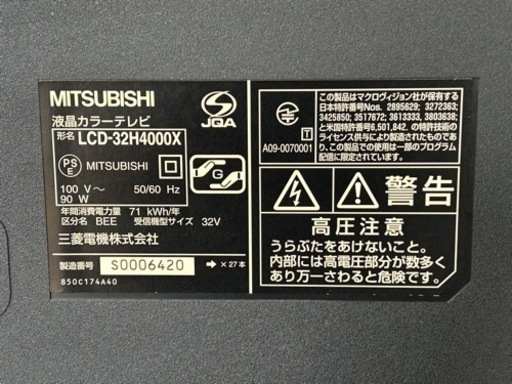 MITSUBISHI
液晶カラーテレビ
形名 LCD-32H4000X
PS
E
MITSUBISHI
100 V～ 50/60 Hz
90 W
年間消費電力量 71 kWh/年
区分名 BEE 受信機型サイズ 32V
三菱電機株式会社
製造番号 S0006420 → ×27本
850C174A40
JQA
G
T
A09-0070001
この製品はマクロヴィジョン社が保有する
日本特許番号Nos. 2895629; 3272363;
3425850; 3517672; 3613333; 3803638;
と米国特許番号6,501,842. の技術の
ライセンス供与により製造されたもので
この製品での使用は一部のプログラム
配信に限られています。
警告
高圧注意
うらぶたをあけないこと。
内部には高電圧部分が数多く
あり万一さわると危険です。